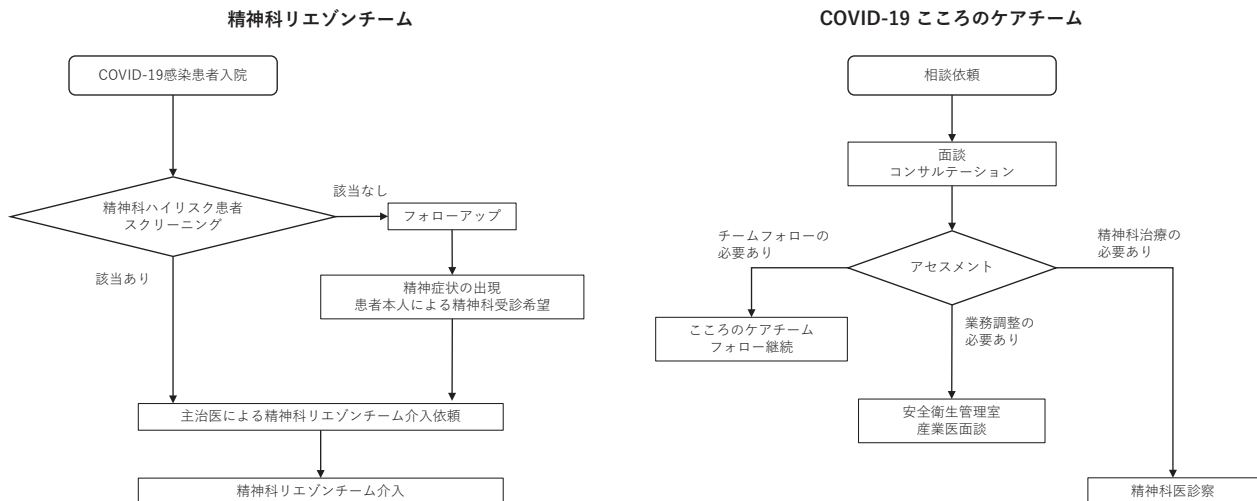 精神科リエゾンチーム
COVID-19感染患者入院
精神科ハイリスク患者
スクリーニング
該当なし
フォローアップ
該当あり
精神症状の出現
患者本人による精神科受診希望
主治医による精神科リエゾンチーム介入依頼
精神科リエゾンチーム介入
COVID-19 こころのケアチーム
相談依頼
面談
コンサルテーション
アセスメント
チームフォローの
必要あり
こころのケアチーム
フォロー継続
業務調整の
必要あり
安全衛生管理室
産業医面談
精神科治療の
必要あり
精神科医診察